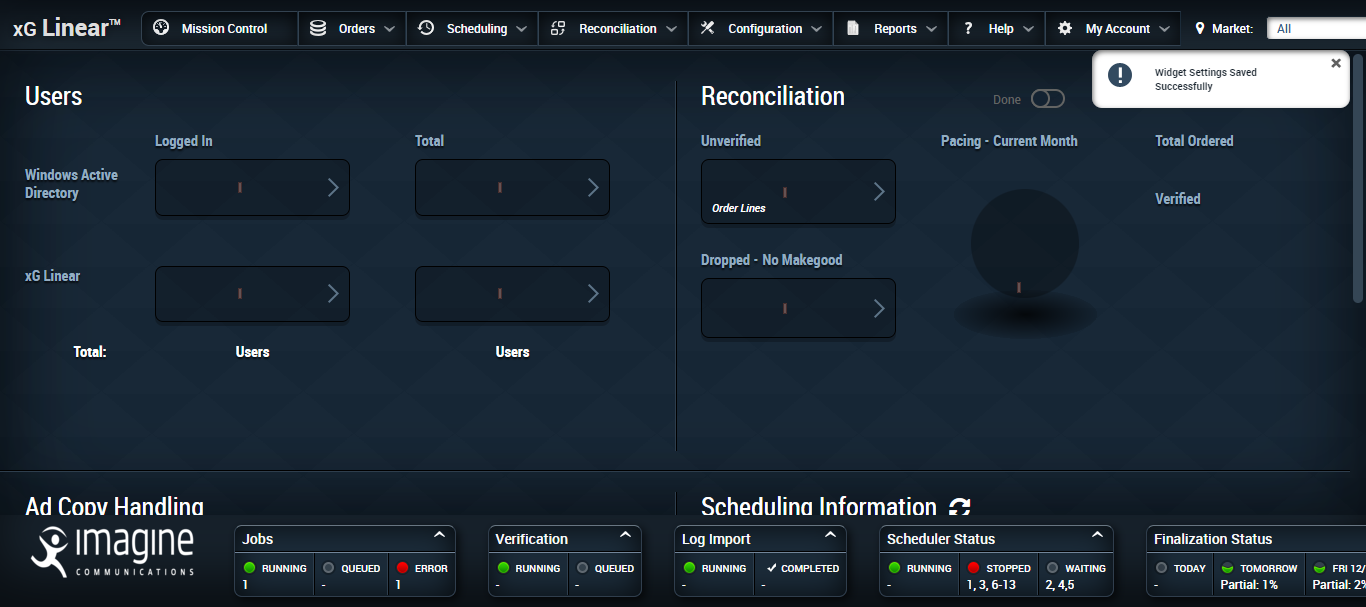 xG Linear™
Mission Control
Orders
Scheduling
Reconciliation
Configuration
Reports
? Help
My Account
Market:
All
Widget Settings Saved
Successfully
Users
Logged In
Total
Windows Active
Directory
xG Linear
Total:
Users
Users
Reconciliation
Done
Unverified
Order Lines
Dropped - No Makegood
Pacing - Current Month
Total Ordered
Verified
Ad Copy Handling
Scheduling Information
imagine
COMMUNICATIONS
Jobs
RUNNING
1
QUEUED
-
ERROR
1
Verification
RUNNING
-
QUEUED
-
Log Import
RUNNING
-
COMPLETED
-
Scheduler Status
RUNNING
-
STOPPED
1, 3, 6-13
WAITING
2, 4,5
Finalization Status
TODAY
-
TOMORROW
Partial: 1%
FRI 12/
Partial: 2%